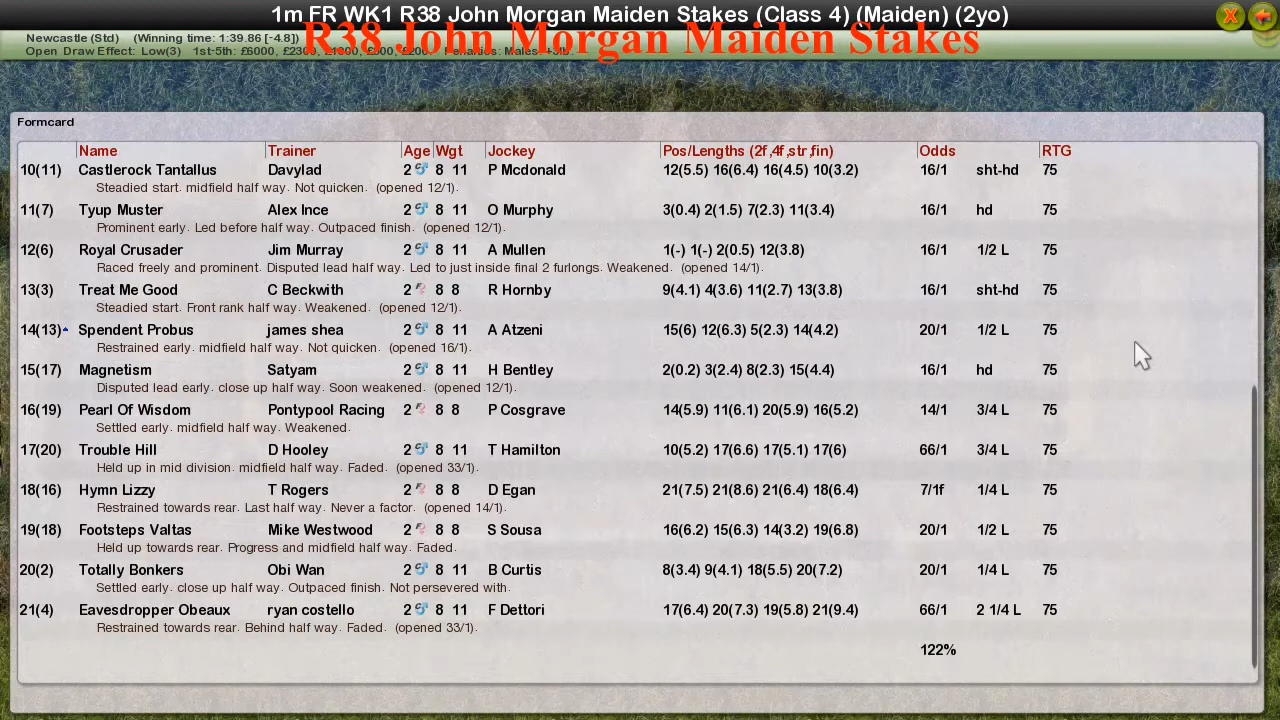 1m FR WK1 R38 John Morgan Maiden Stakes (Class 4) (Maiden) (2yo)
R38 John Morgan Maiden Stakes
Newcastle (Std) (Winning time: 1:39.86 [-4.8])
Open Draw Effect: Low(3) 1st-5th: £6000, Penalties: Males
Formcard
Name Trainer Age Wgt Jockey Pos/Lengths (2f,4f,str,fin) Odds RTG
10(11) Castlerock Tantallus Davylad 2 8 11 P Mcdonald 12(5.5) 16(6.4) 16(4.5) 10(3.2) 16/1 sht-hd 75
Steadied start. midfield half way. Not quicken. (opened 12/1).
11(7) Tyup Muster Alex Ince 2 8 11 O Murphy 3(0.4) 2(1.5) 7(2.3) 11(3.4) 16/1 hd 75
Prominent early. Led before half way. Outpaced finish. (opened 12/1).
12(6) Royal Crusader Jim Murray 2 8 11 A Mullen 1(-) 1(-) 2(0.5) 12(3.8) 16/1 1/2 L 75
Raced freely and prominent. Disputed lead half way. Led to just inside final 2 furlongs. Weakened. (opened 14/1).
13(3) Treat Me Good C Beckwith 2 8 8 R Hornby 9(4.1) 4(3.6) 11(2.7) 13(3.8) 16/1 sht-hd 75
Steadied start. Front rank half way. Weakened. (opened 12/1).
14(13) Spendent Probus james shea 2 8 11 A Atzeni 15(6) 12(6.3) 5(2.3) 14(4.2) 20/1 1/2 L 75
Restrained early. midfield half way. Not quicken. (opened 16/1).
15(17) Magnetism Satyam 2 8 11 H Bentley 2(0.2) 3(2.4) 8(2.3) 15(4.4) 16/1 hd 75
Disputed lead early. close up half way. Soon weakened. (opened 12/1).
16(19) Pearl Of Wisdom Pontypool Racing 2 8 8 P Cosgrave 14(5.9) 11(6.1) 20(5.9) 16(5.2) 14/1 3/4 L 75
Settled early. midfield half way. Weakened.
17(20) Trouble Hill D Hooley 2 8 11 T Hamilton 10(5.2) 17(6.6) 17(5.1) 17(6) 66/1 3/4 L 75
Held up in mid division. midfield half way. Faded. (opened 33/1).
18(16) Hymn Lizzy T Rogers 2 8 8 D Egan 21(7.5) 21(8.6) 21(6.4) 18(6.4) 7/1f 1/4 L 75
Restrained towards rear. Last half way. Never a factor. (opened 14/1).
19(18) Footsteps Valtas Mike Westwood 2 8 8 S Sousa 16(6.2) 15(6.3) 14(3.2) 19(6.8) 20/1 1/2 L 75
Held up towards rear. Progress and midfield half way. Faded.
20(2) Totally Bonkers Obi Wan 2 8 11 B Curtis 8(3.4) 9(4.1) 18(5.5) 20(7.2) 20/1 1/4 L 75
Settled early. close up half way. Outpaced finish. Not persevered with.
21(4) Eavesdropper Obeaux ryan costello 2 8 11 F Dettori 17(6.4) 20(7.3) 19(5.8) 21(9.4) 66/1 2 1/4 L 75
Restrained towards rear. Behind half way. Faded. (opened 33/1).
122%